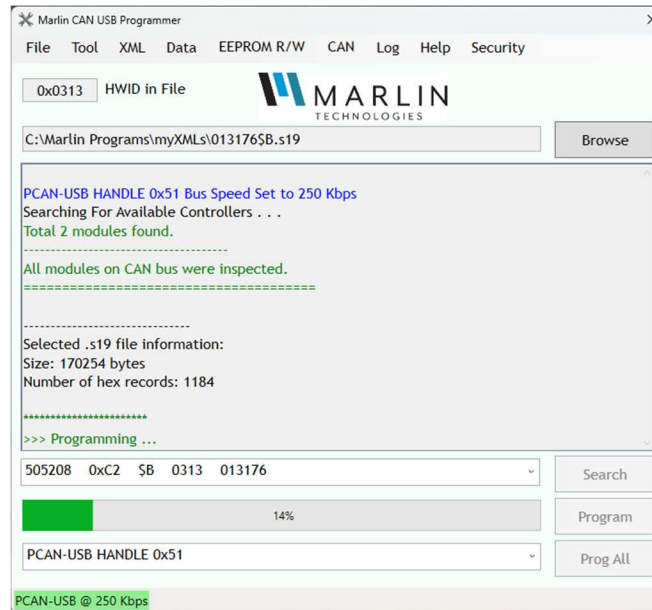 Marlin CAN USB Programmer
File Tool XML Data EEPROM R/W CAN Log Help Security
0x0313 HWID in File
MARLIN
TECHNOLOGIES
C:\Marlin Programs\myXMLs\013176$B.s19 Browse
PCAN-USB HANDLE 0x51 Bus Speed Set to 250 Kbps
Searching For Available Controllers . . .
Total 2 modules found.
---------------------------------------
All modules on CAN bus were inspected.
======================================
--------------------------------
Selected .s19 file information:
Size: 170254 bytes
Number of hex records: 1184
************************
>>> Programming ...
505208 0xC2 $B 0313 013176 Search
14% Program
PCAN-USB HANDLE 0x51 Prog All
PCAN-USB @ 250 Kbps